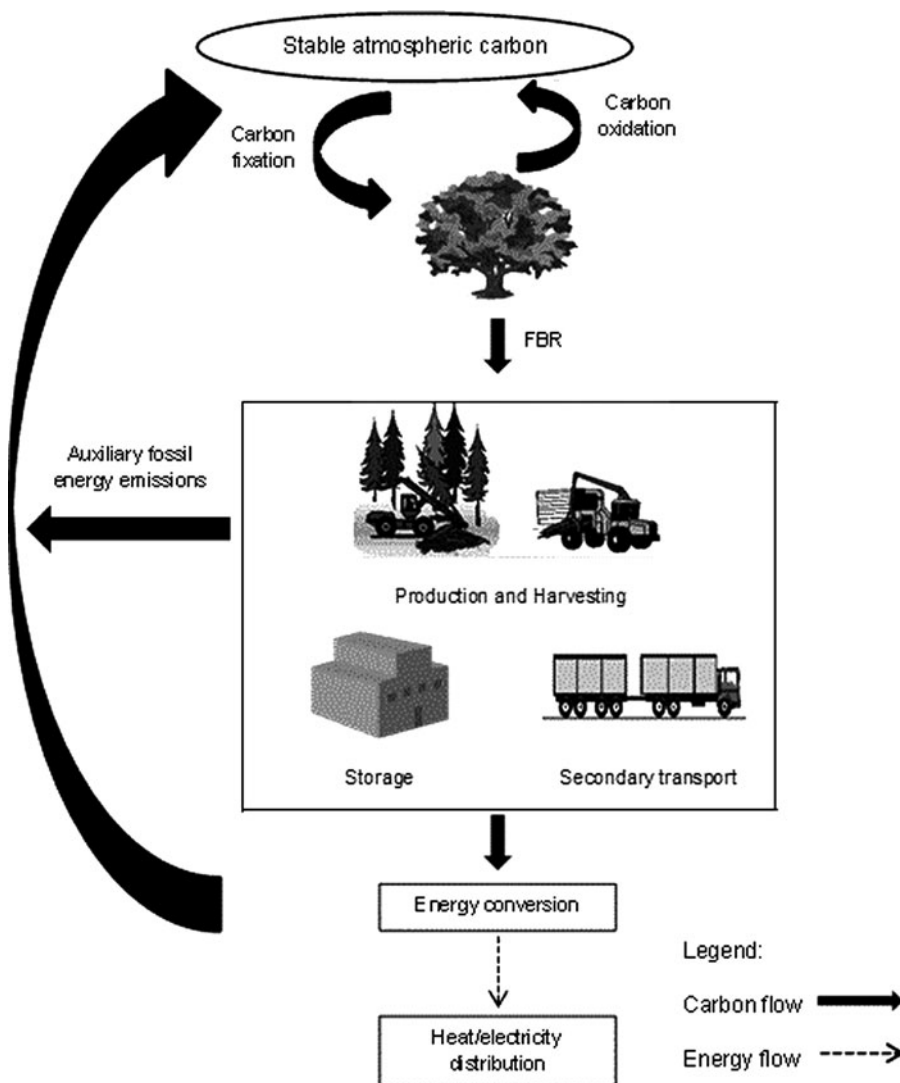 Stable atmospheric carbon
Carbon
fixation
Carbon
oxidation
FBR
Auxiliary fossil
energy emissions
Production and Harvesting
Storage
Secondary transport
Energy conversion
Heat/electricity
distribution
Legend:
Carbon flow
Energy flow